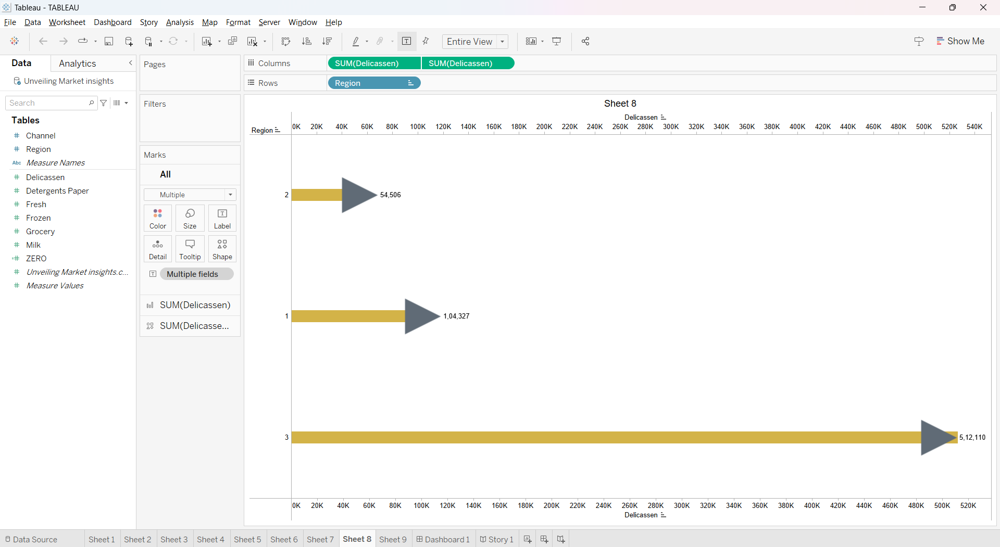 Tableau - TABLEAU
File Data Worksheet Dashboard Story Analysis Map Format Server Window Help
Entire View
Show Me
Data Analytics
Unveiling Market insights
Search
Tables
Channel
Region
Abc Measure Names
Delicassen
Detergents Paper
Fresh
Frozen
Grocery
Milk
ZERO
Unveiling Market insights.c...
Measure Values
Pages
Filters
Marks
All
Multiple
Color Size Label
Detail Tooltip Shape
Multiple fields
SUM(Delicassen)
SUM(Delicasse...
Columns SUM(Delicassen) SUM(Delicassen)
Rows Region
Sheet 8
Delicassen
Region
0K 20K 40K 60K 80K 100K 120K 140K 160K 180K 200K 220K 240K 260K 280K 300K 320K 340K 360K 380K 400K 420K 440K 460K 480K 500K 520K 540K
2 54,506
1 1,04,327
3 5,12,110
0K 20K 40K 60K 80K 100K 120K 140K 160K 180K 200K 220K 240K 260K 280K 300K 320K 340K 360K 380K 400K 420K 440K 460K 480K 500K 520K
Delicassen
Data Source Sheet 1 Sheet 2 Sheet 3 Sheet 4 Sheet 5 Sheet 6 Sheet 7 Sheet 8 Sheet 9 Dashboard 1 Story 1